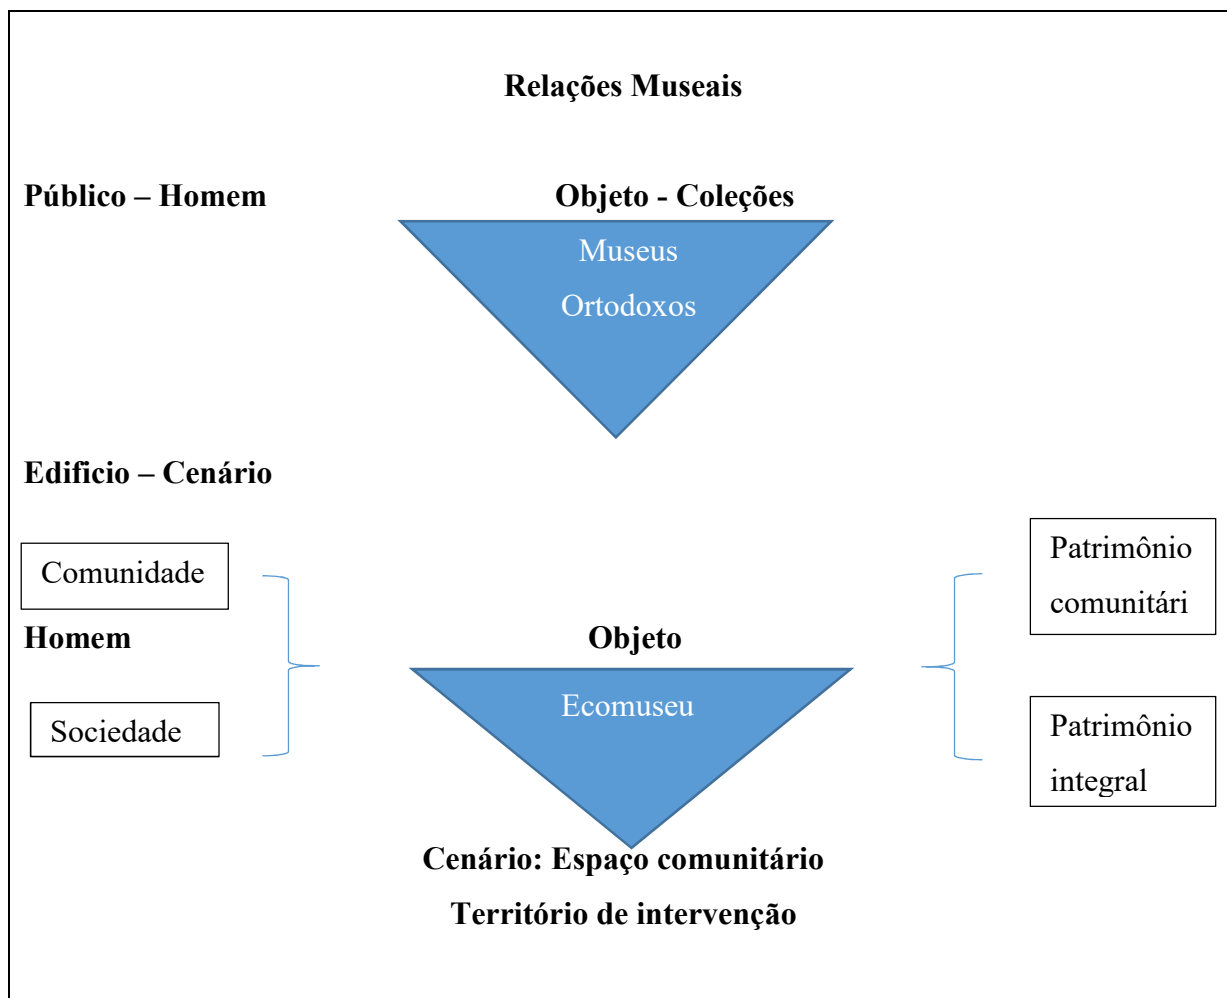 Relações Museais
Público – Homem
Objeto - Coleções
Museus
Ortodoxos
Edificio – Cenário
Comunidade
Homem
Sociedade
Objeto
Ecomuseu
Patrimônio
comunitári
Patrimônio
integral
Cenário: Espaço comunitário
Território de intervenção